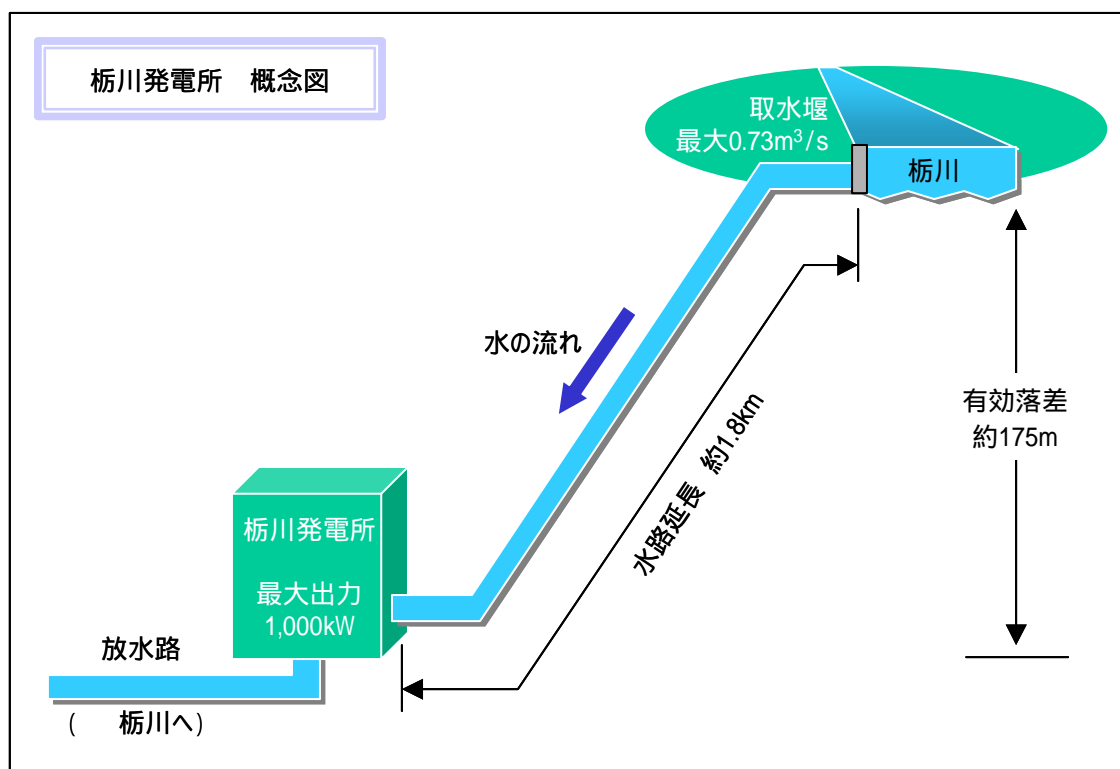 栃川発電所　概念図
取水堰
最大0.73m³/s
栃川
水の流れ
有効落差
約175m
水路延長　約1.8km
栃川発電所
最大出力
1,000kW
放水路
(　　栃川へ)